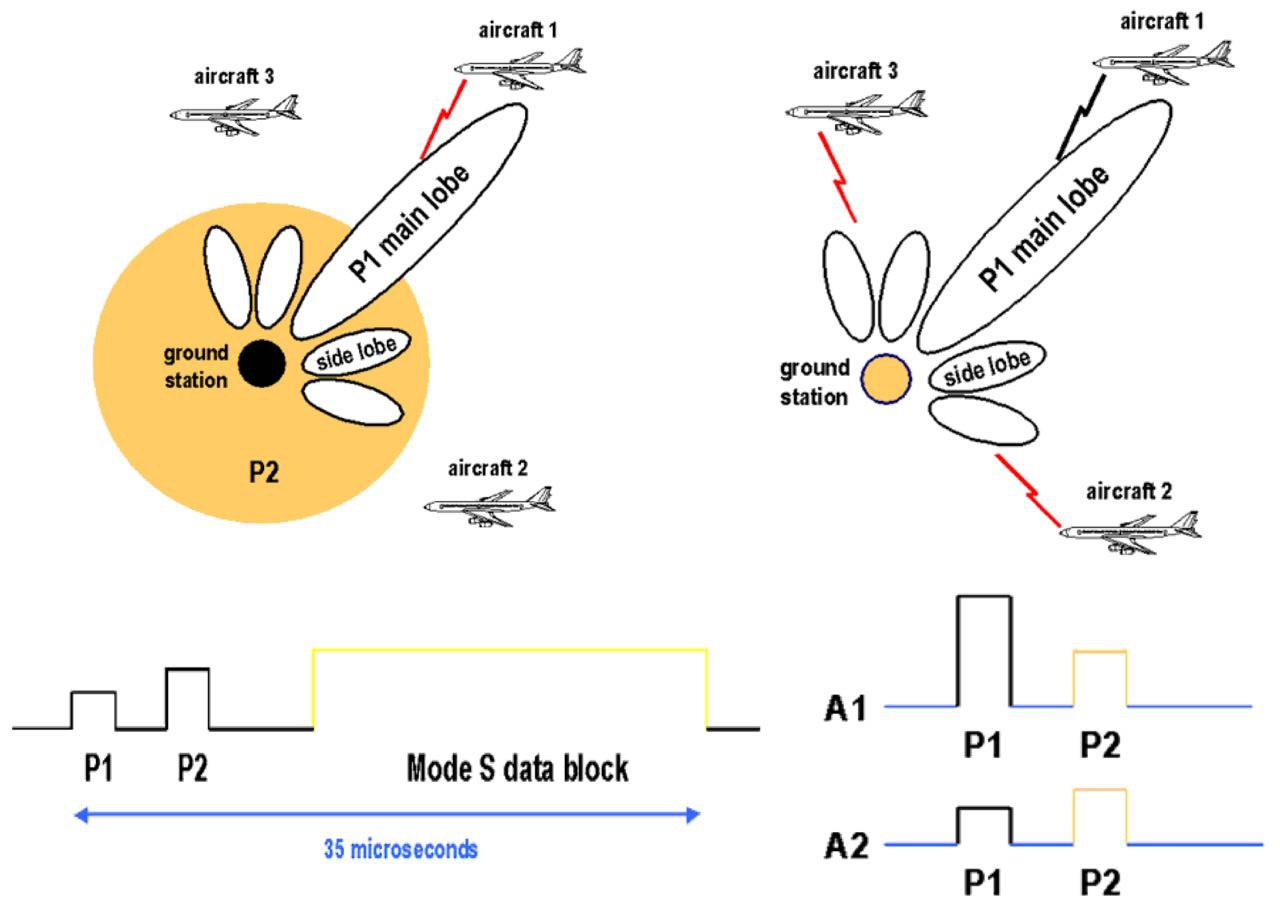 aircraft 1
aircraft 3
P1 main lobe
ground
station
side lobe
P2
aircraft 2
aircraft 1
aircraft 3
P1 main lobe
ground
station
side lobe
aircraft 2
P1
P2
Mode S data block
35 microseconds
A1
P1
P2
A2
P1
P2